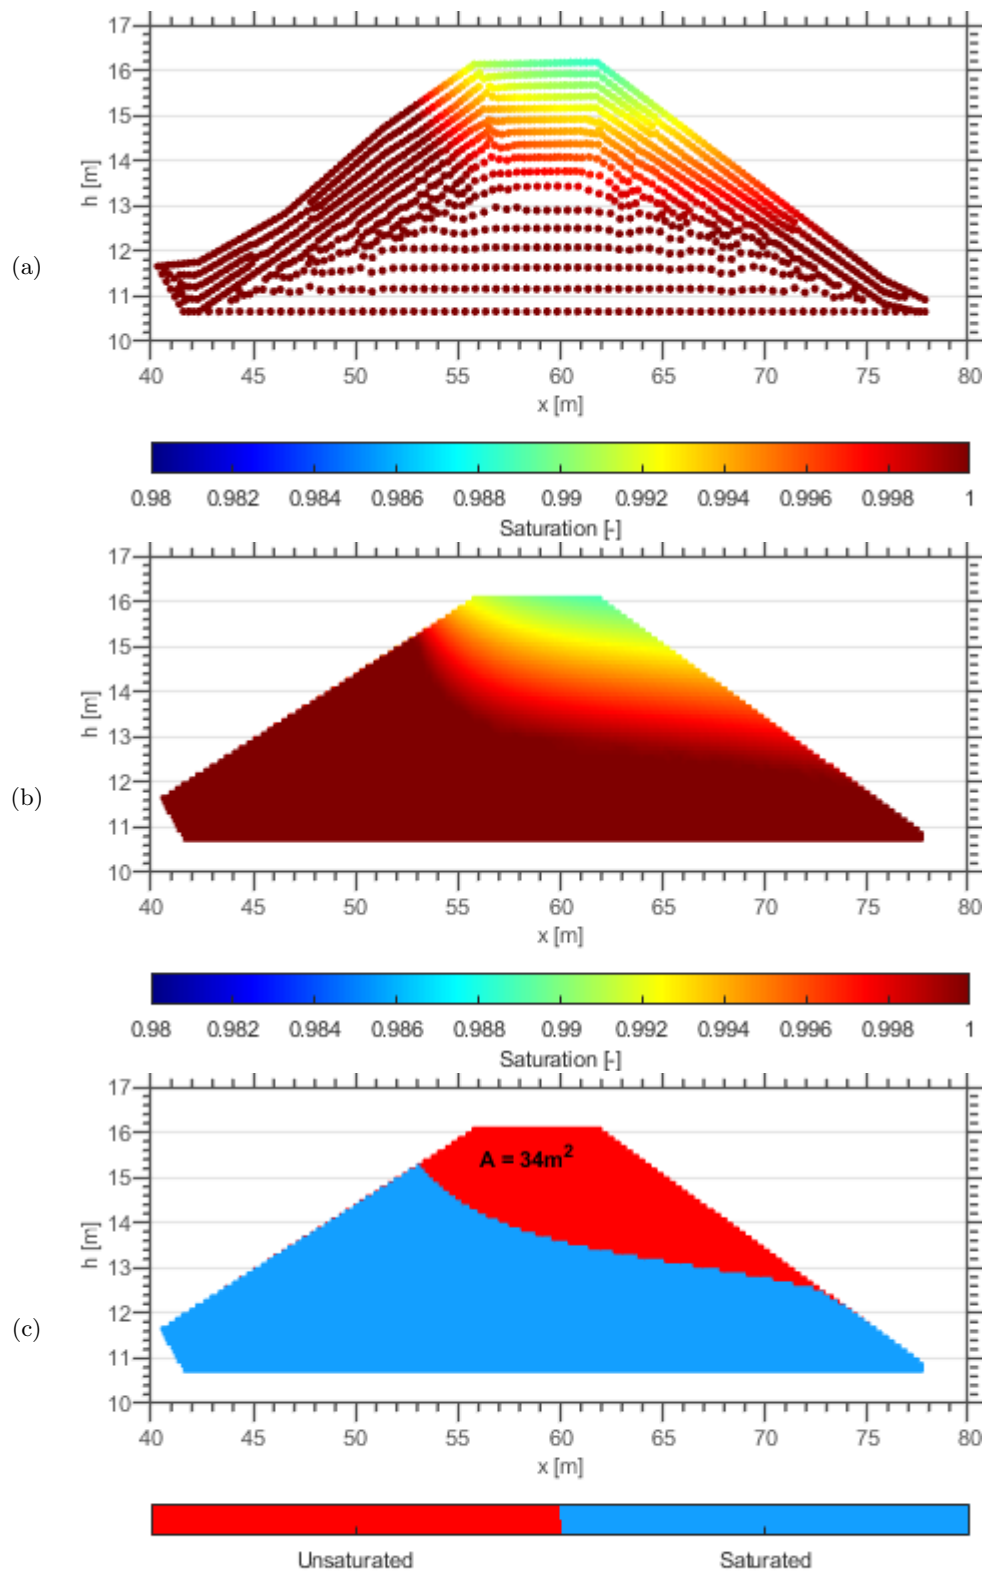 17
16
15
14
13
12
11
10
h [m]
(a)
40 45 50 55 60 65 70 75 80
x [m]
0.98 0.982 0.984 0.986 0.988 0.99 0.992 0.994 0.996 0.998 1
Saturation [-]
17
16
15
14
13
12
11
10
h [m]
(b)
40 45 50 55 60 65 70 75 80
x [m]
0.98 0.982 0.984 0.986 0.988 0.99 0.992 0.994 0.996 0.998 1
Saturation [-]
17
16
A = 34m²
15
14
13
12
11
10
h [m]
(c)
40 45 50 55 60 65 70 75 80
x [m]
Unsaturated Saturated